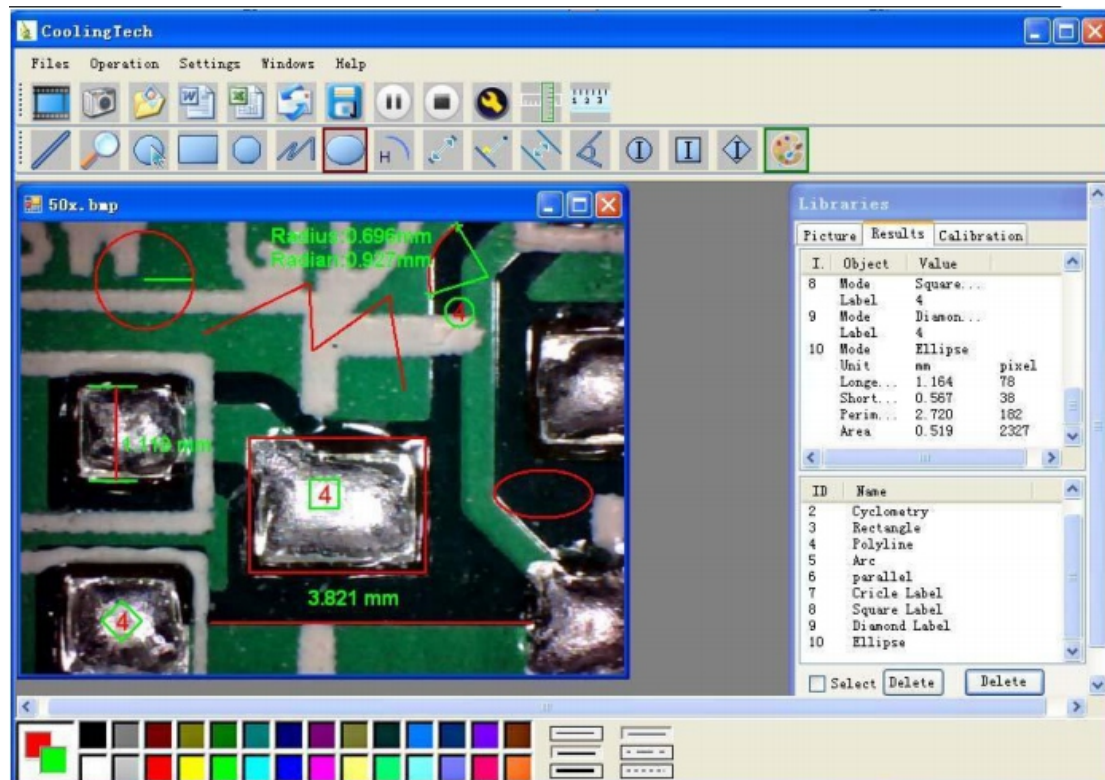 CoolingTech
Files Operation Settings Windows Help
1 2 3
H
I I I
50x.bmp
Radius:0.696mm
Radian:0.927mm
4
mm
4
3.821 mm
4
Libraries
Picture Results Calibration
I. Object Value
8 Mode Square...
Label 4
9 Mode Diamon...
Label 4
10 Mode Ellipse
Unit mm pixel
Longe... 1.164 78
Short... 0.567 38
Perim... 2.720 182
Area 0.519 2327
ID Name
2 Cyclometry
3 Rectangle
4 Polyline
5 Arc
6 parallel
7 Cricle Label
8 Square Label
9 Diamond Label
10 Ellipse
Select Delete Delete